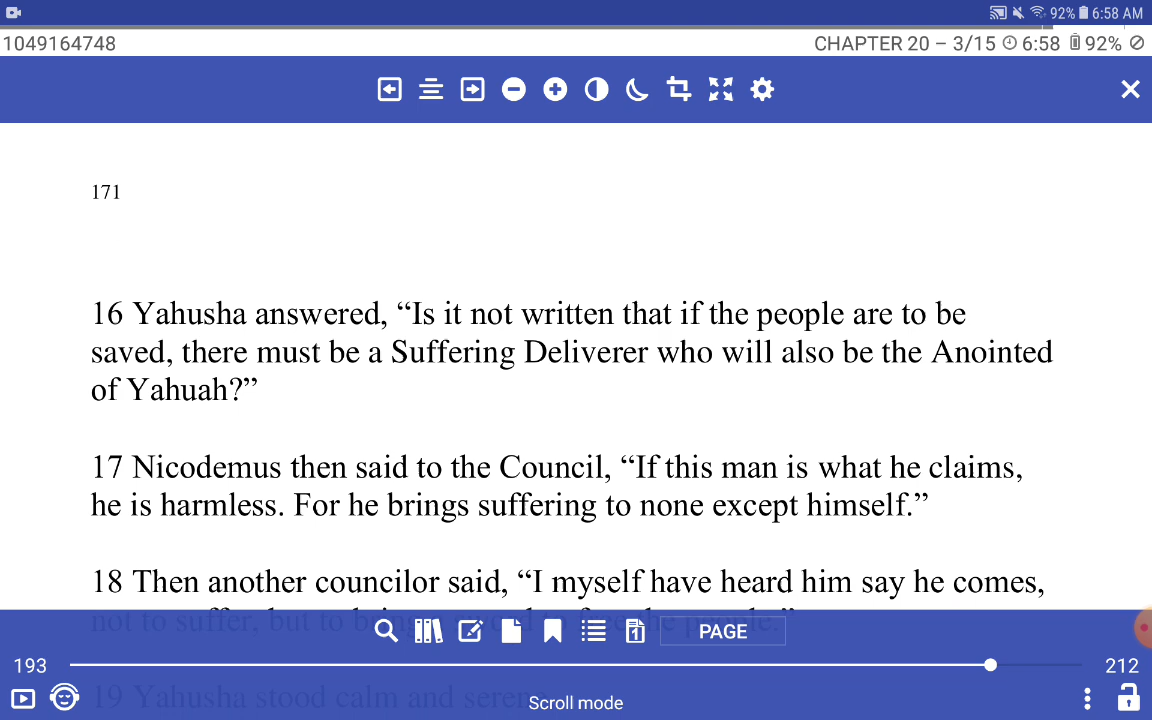 92% 6:58 AM
1049164748 CHAPTER 20 – 3/15 6:58 92%
171
16 Yahusha answered, “Is it not written that if the people are to be
saved, there must be a Suffering Deliverer who will also be the Anointed
of Yahuah?”
17 Nicodemus then said to the Council, “If this man is what he claims,
he is harmless. For he brings suffering to none except himself.”
18 Then another councilor said, “I myself have heard him say he comes,
not to suffer, but to the people.”
1 PAGE
193 212
19 Yahusha stood calm and serene
Scroll mode